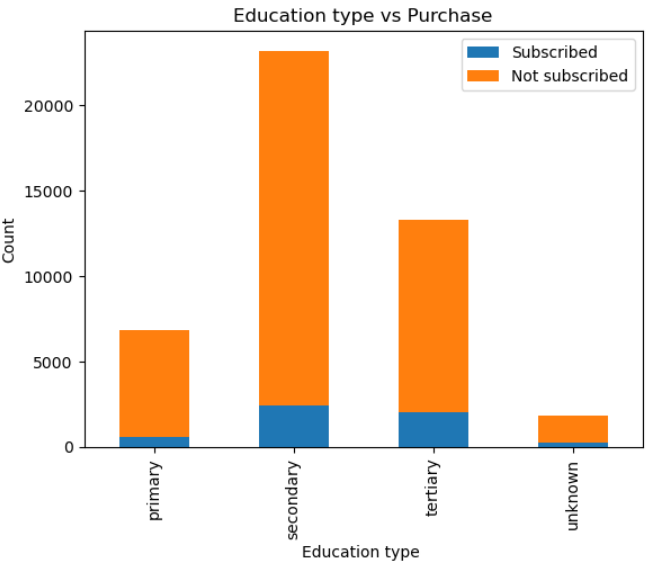 Education type vs Purchase
Subscribed
Not subscribed
20000
15000
10000
5000
0
Count
primary
secondary
tertiary
unknown
Education type